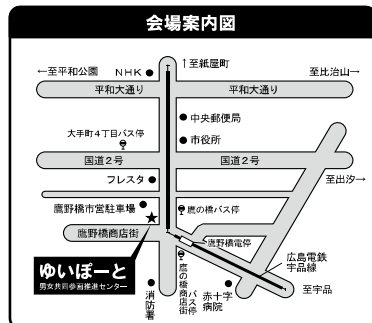 会場案内図
↑至紙屋町
←至平和公園
NHK
至比治山→
平和大通り
平和大通り
中央郵便局
大手町4丁目バス停
市役所
国道2号
国道2号
フレスタ
至出汐→
鷹野橋市営駐車場
鷹の橋バス停
鷹野橋商店街
鷹野橋電停
広島電鉄
宇品線
ゆいぽーと
男女共同参画推進センター
鷹の橋商店街
バス停
消防署
赤十字
病院
至宇品